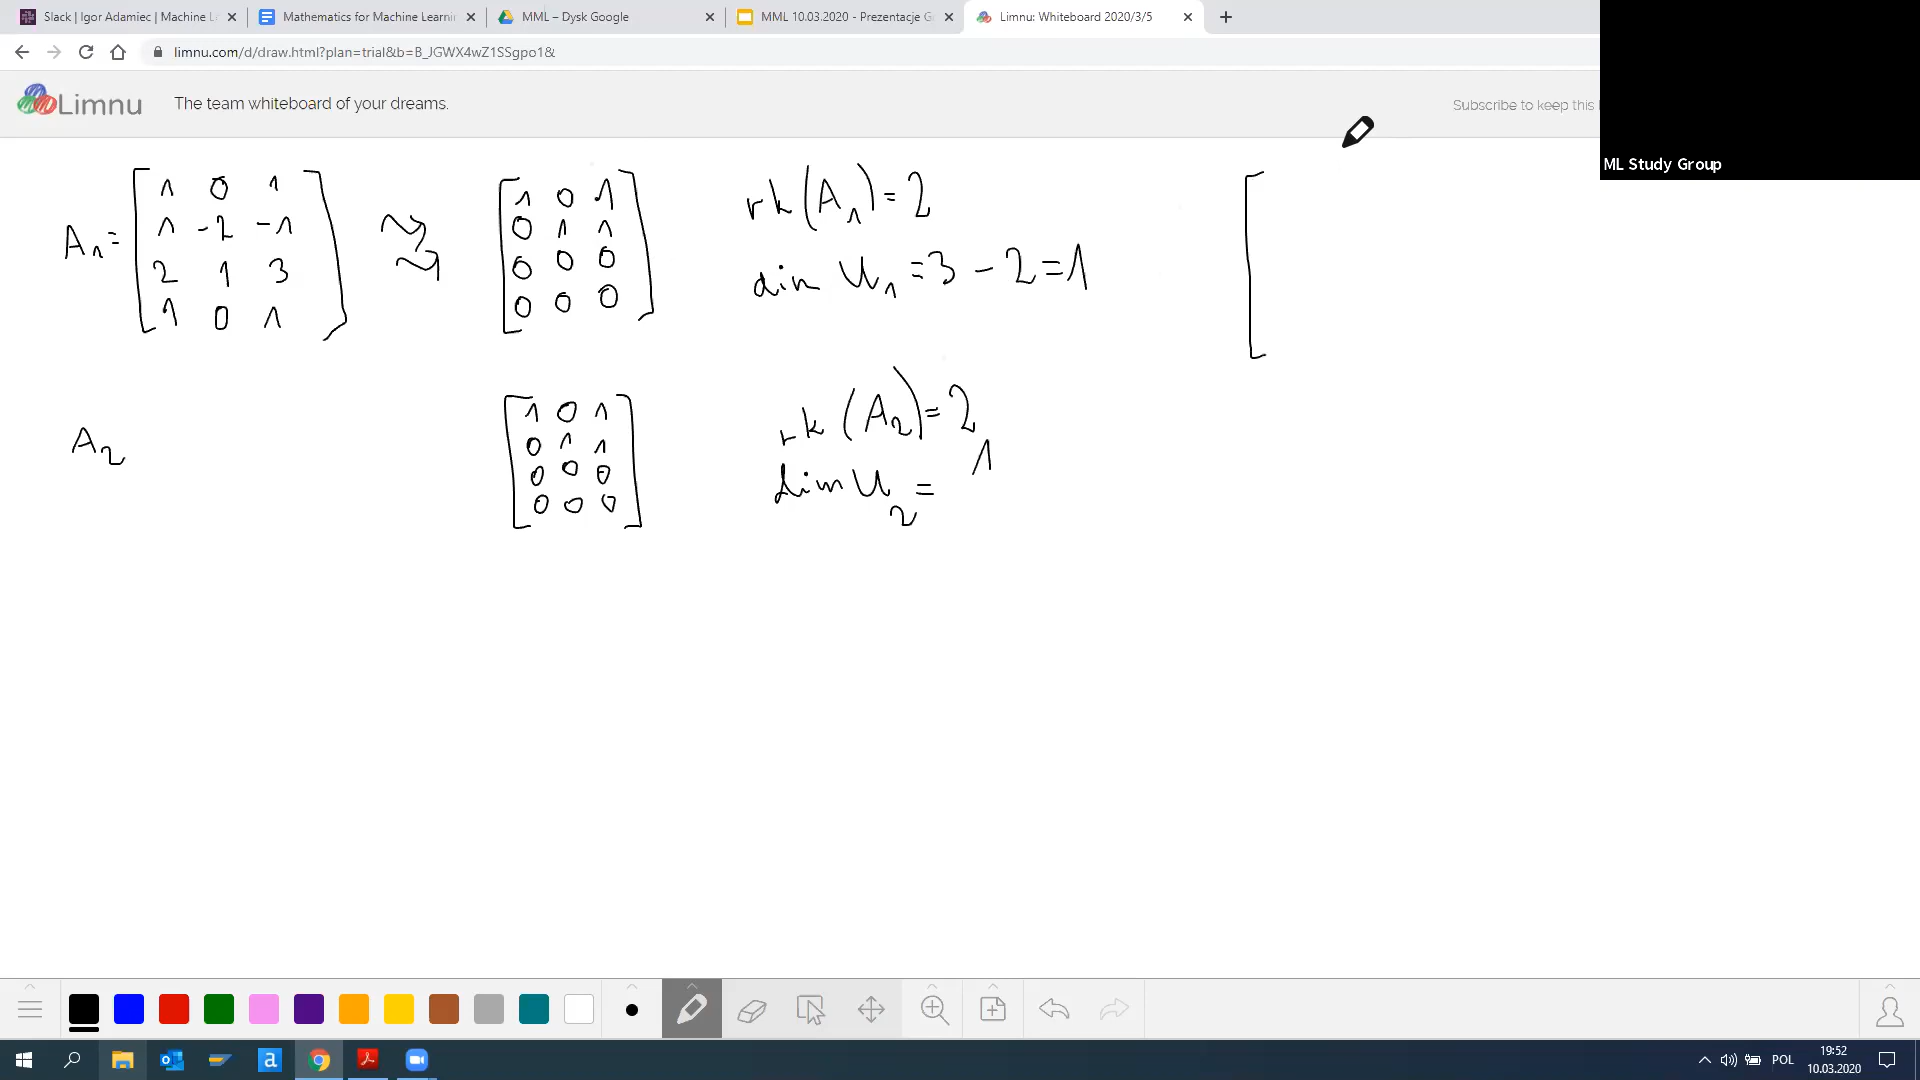 Slack | Igor Adamiec | Machine L
Mathematics for Machine Learnin
MML – Dysk Google
MML 10.03.2020 - Prezentacje G
Limnu: Whiteboard 2020/3/5
limnu.com/d/draw.html?plan=trial&b=B_JGWX4wZ1SSgpo1&
Limnu
The team whiteboard of your dreams.
Subscribe to keep this
ML Study Group
A1 =
1 0 1
1 -2 -1
2 1 3
1 0 1
1 0 1
0 1 1
0 0 0
0 0 0
rk(A1) = 2
dim U1 = 3 - 2 = 1
A2
1 0 1
0 1 1
0 0 0
0 0 0
rk(A2) = 2
dim U2 = 1
POL
19:52
10.03.2020